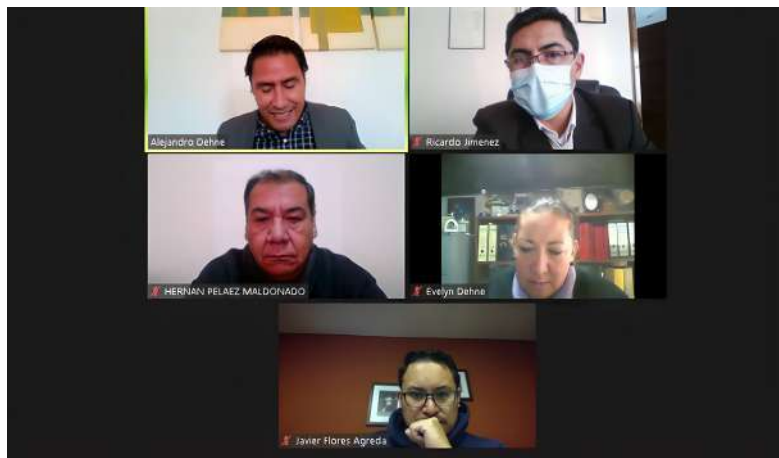 Alejandro Dehne
Ricardo Jimenez
HERNAN PELAEZ MALDONADO
Evelyn Dehne
Javier Flores Agreda